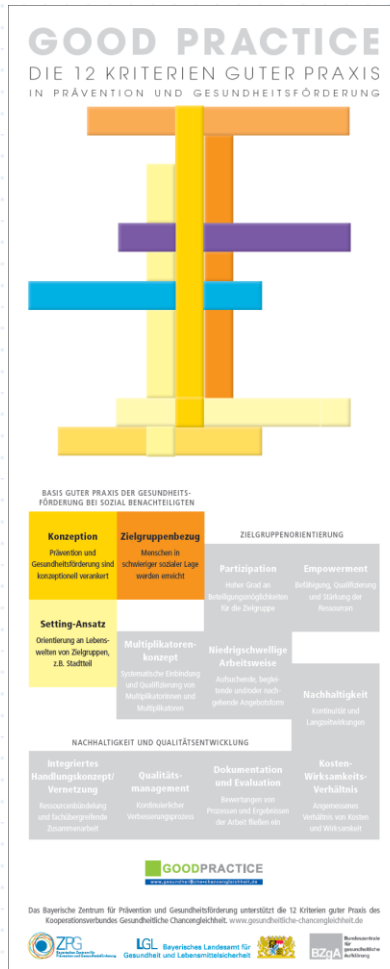 GOOD PRACTICE
DIE 12 KRITERIEN GUTER PRAXIS
IN PRÄVENTION UND GESUNDHEITSFÖRDERUNG
BASIS GUTER PRAXIS DER GESUNDHEITS-
FÖRDERUNG BEI SOZIAL BENACHTEILIGTEN
Konzeption
Prävention und
Gesundheitsförderung sind
konzeptionell verankert
Zielgruppenbezug
Menschen in
schwieriger sozialer Lage
werden erreicht
ZIELGRUPPENORIENTIERUNG
Partizipation
Hoher Grad an
Beteiligungsmöglichkeiten
für die Zielgruppe
Empowerment
Befähigung, Qualifizierung
und Stärkung der
Ressourcen
Setting-Ansatz
Orientierung an Lebens-
welten von Zielgruppen,
z.B. Stadtteil
Multiplikatoren-
konzept
Systematische Einbindung
und Qualifizierung von
Multiplikatorinnen und
Multiplikatoren
Niedrigschwellige
Arbeitsweise
Aufsuchende, beglei-
tende und/oder nach-
gehende Angebotsform
Nachhaltigkeit
Kontinuität und
Langzeitwirkungen
NACHHALTIGKEIT UND QUALITÄTSENTWICKLUNG
Integriertes
Handlungskonzept/
Vernetzung
Ressourcenbündelung
und fachübergreifende
Zusammenarbeit
Qualitäts-
management
Kontinuierlicher
Verbesserungsprozess
Dokumentation
und Evaluation
Bewertungen von
Prozessen und Ergebnissen
der Arbeit fließen ein
Kosten-
Wirksamkeits-
Verhältnis
Angemessenes
Verhältnis von Kosten
und Wirksamkeit
GOODPRACTICE
www.gesundheitliche-chancengleichheit.de
Das Bayerische Zentrum für Prävention und Gesundheitsförderung unterstützt die 12 Kriterien guter Praxis des
Kooperationsverbundes Gesundheitliche Chancengleichheit. www.gesundheitliche-chancengleichheit.de
ZPG
LGL Bayerisches Landesamt für
Gesundheit und Lebensmittelsicherheit
BZgA
Bundeszentrale
für
gesundheitliche
Aufklärung